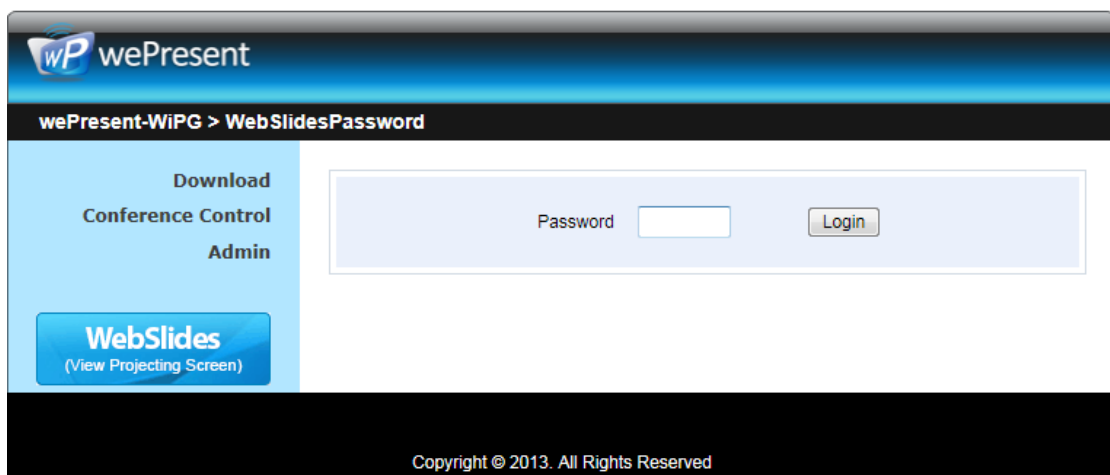 wP wePresent
wePresent-WiPG > WebSlidesPassword
Download
Conference Control
Admin
Password Login
WebSlides
(View Projecting Screen)
Copyright © 2013. All Rights Reserved